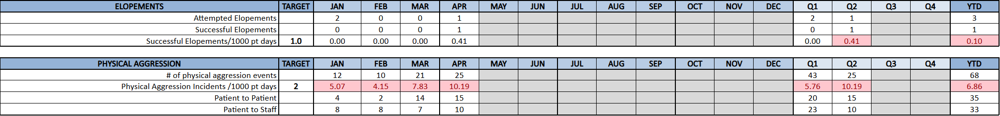 ELOPEMENTS TARGET JAN FEB MAR APR MAY JUN JUL AUG SEP OCT NOV DEC Q1 Q2 Q3 Q4 YTD
Attempted Elopements 2 0 0 1 2 1 3
Successful Elopements 0 0 0 1 0 1 1
Successful Elopements/1000 pt days 1.0 0.00 0.00 0.00 0.41 0.00 0.41 0.10
PHYSICAL AGGRESSION TARGET JAN FEB MAR APR MAY JUN JUL AUG SEP OCT NOV DEC Q1 Q2 Q3 Q4 YTD
# of physical aggression events 12 10 21 25 43 25 68
Physical Aggression Incidents /1000 pt days 2 5.07 4.15 7.83 10.19 5.76 10.19 6.86
Patient to Patient 4 2 14 15 20 15 35
Patient to Staff 8 8 7 10 23 10 33